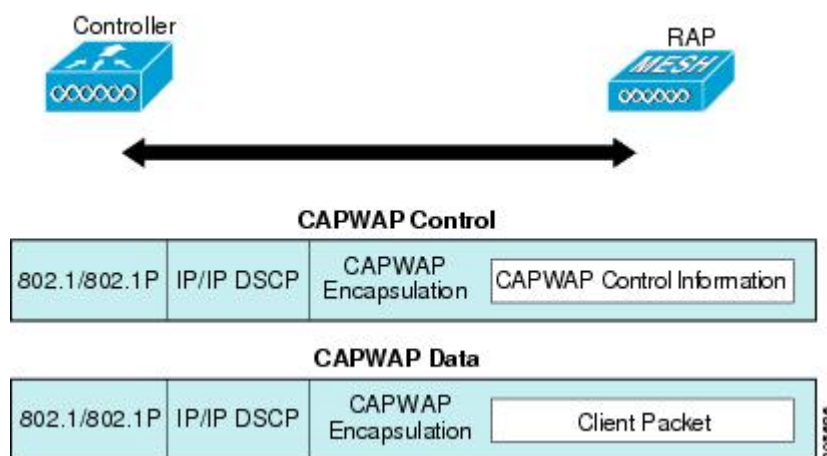 Controller
RAP
MESH
CAPWAP Control
802.1/802.1P IP/IP DSCP CAPWAP Encapsulation CAPWAP Control Information
CAPWAP Data
802.1/802.1P IP/IP DSCP CAPWAP Encapsulation Client Packet